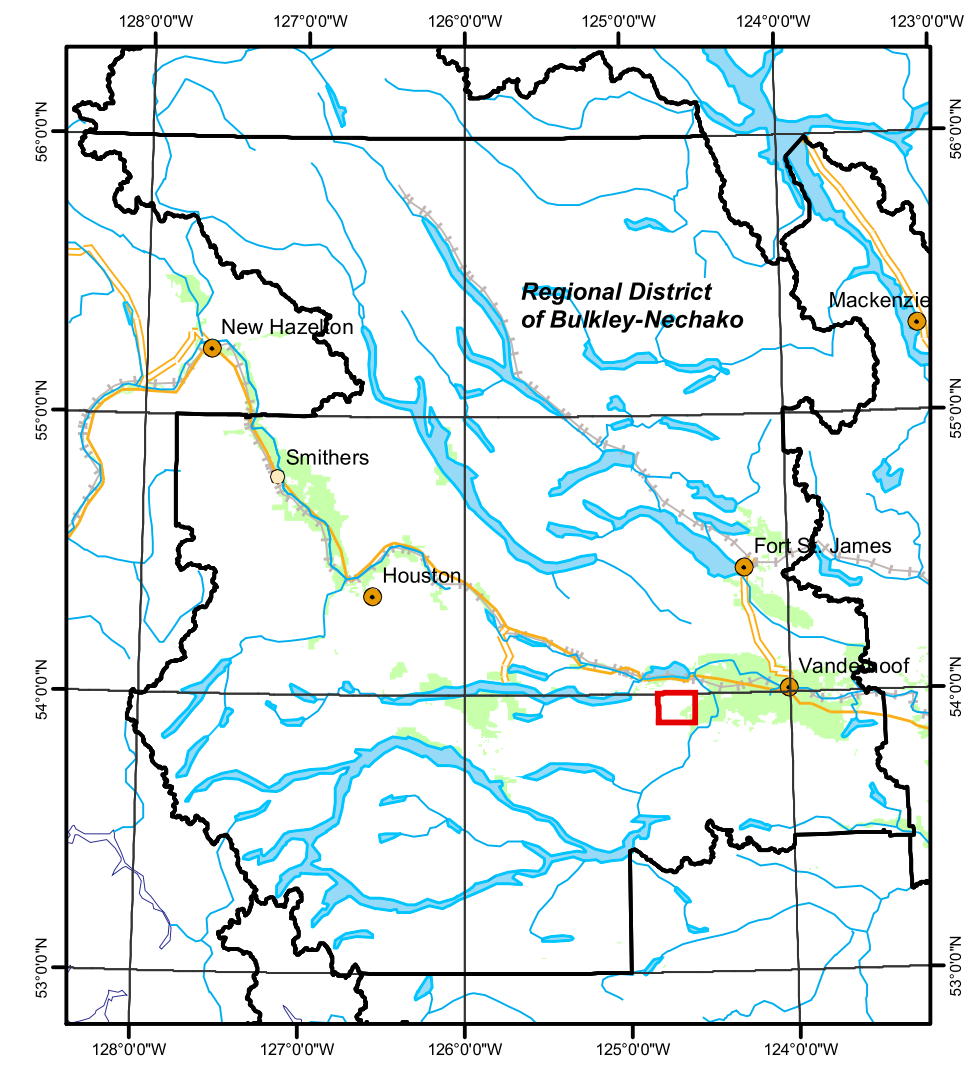 128°0'0"W 127°0'0"W 126°0'0"W 125°0'0"W 124°0'0"W 123°0'0"W
56°0'0"N 56°0'0"N
Regional District
of Bulkley-Nechako
Mackenzie
New Hazelton
55°0'0"N 55°0'0"N
Smithers
Fort St. James
Houston
Vanderhoof
54°0'0"N 54°0'0"N
53°0'0"N 53°0'0"N
128°0'0"W 127°0'0"W 126°0'0"W 125°0'0"W 124°0'0"W